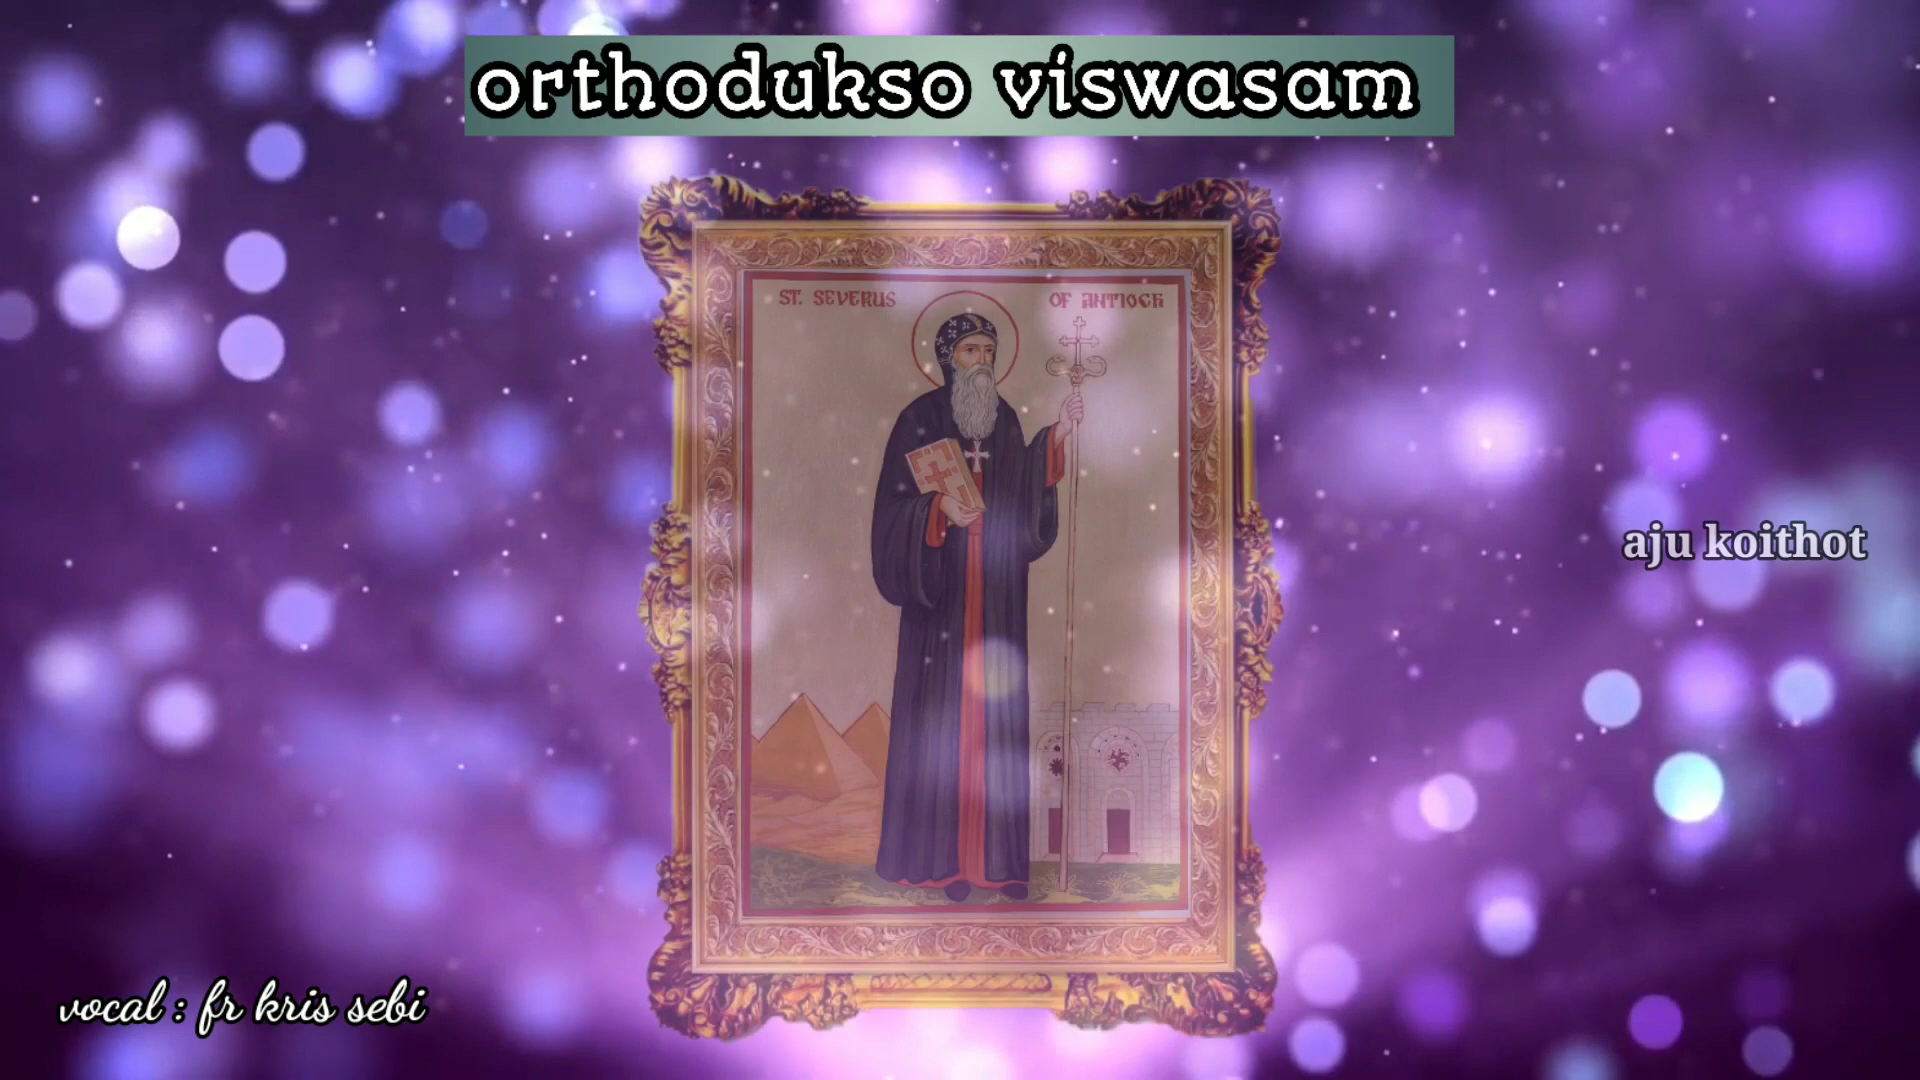 orthodukso viswasam
ST. SEVERUS OF ANTIOCH
aju koithot
vocal : fr kris sebi